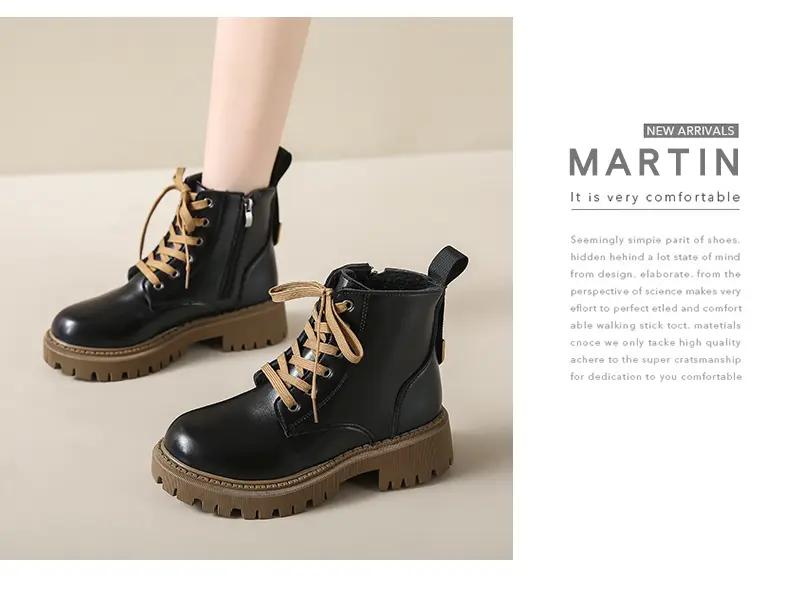 NEW ARRIVALS
MARTIN
It is very comfortable
Seemingly simpie parit of shoes.
hidden hehind a lot state of mind
from design. elaborate. from the
perspective of science makes very
eflort to perfect etled and comfort
able walking stick toct. matetials
cnoce we only tacke high quality
achere to the super cratsmanship
for dedication to you comfortable